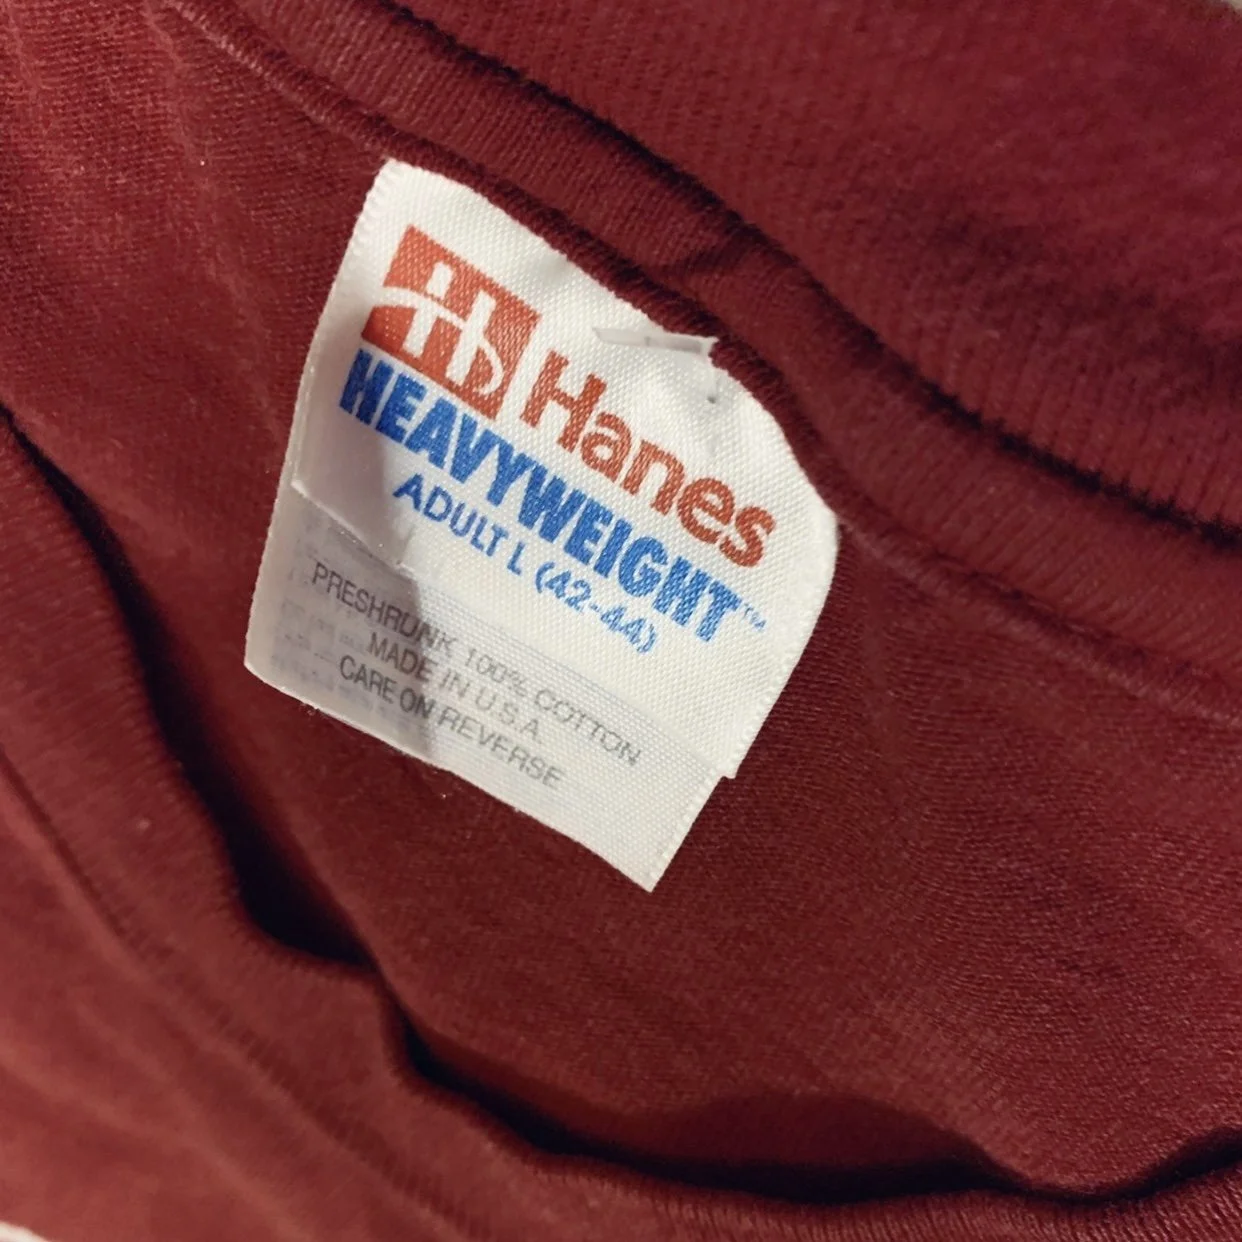 Hanes
HEAVYWEIGHT™
ADULT L (42-44)
PRESHRUNK 100% COTTON
MADE IN U.S.A
CARE ON REVERSE